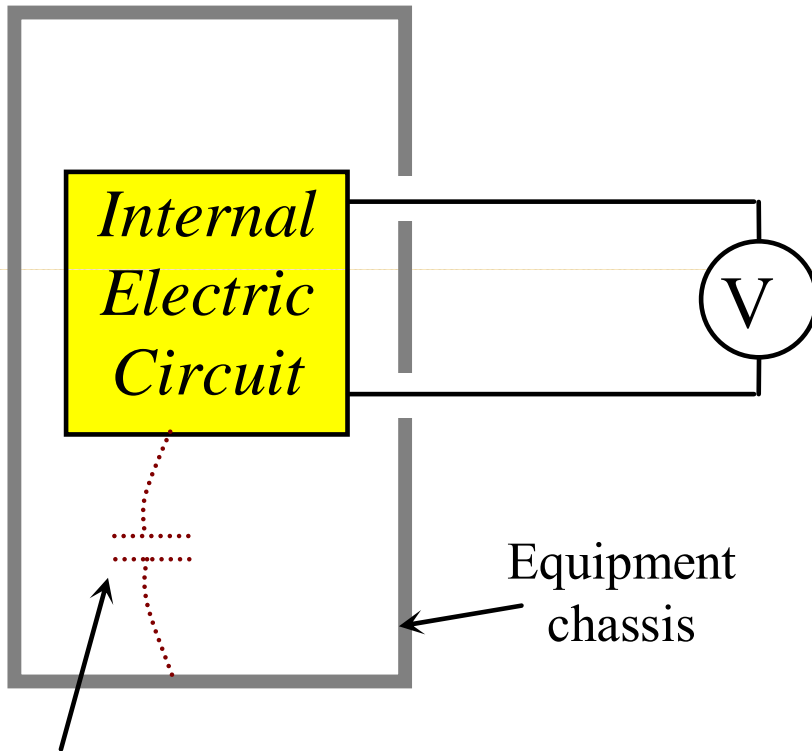 Internal
Electric
Circuit
V
Equipment
chassis